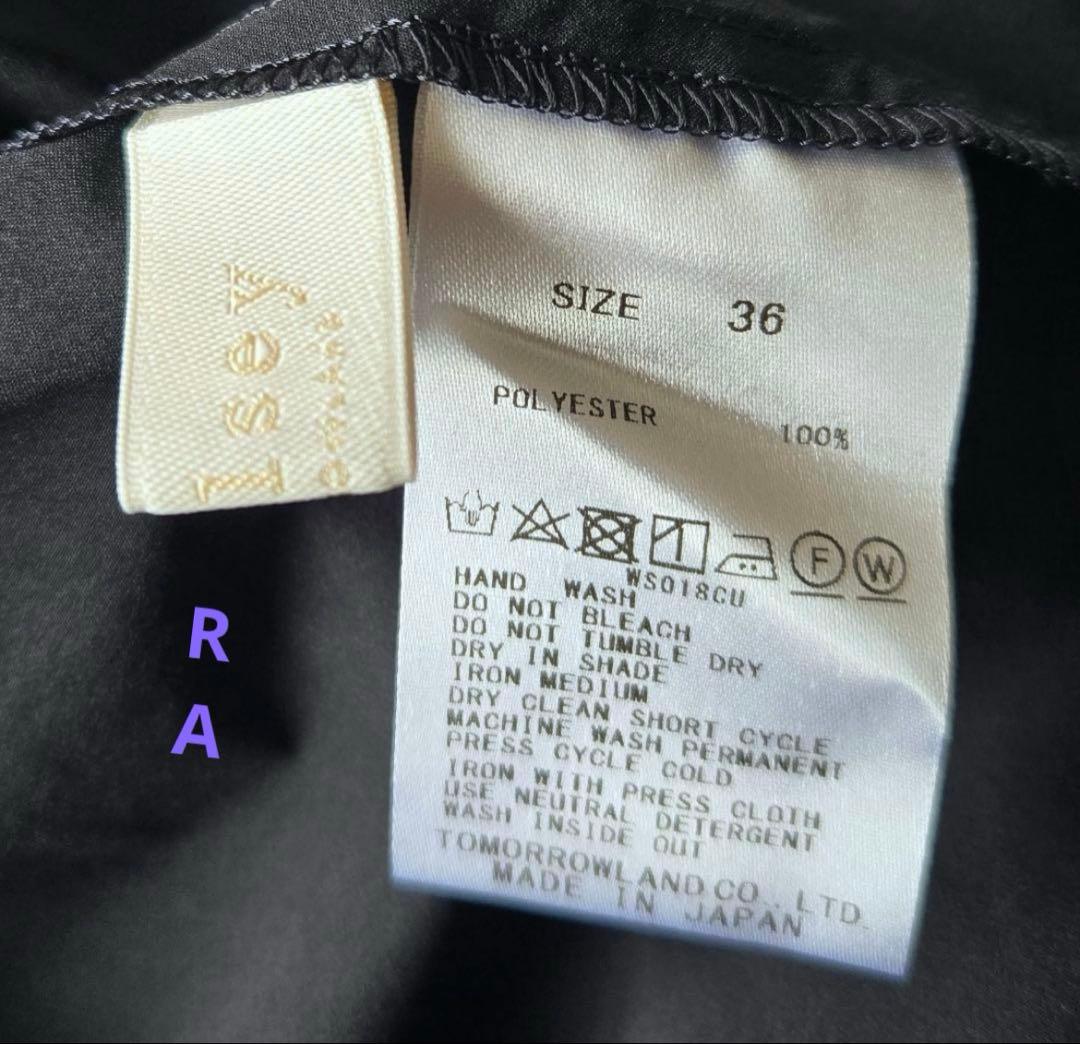 lsey
SIZE 36
POLYESTER 100%
F W
WS018CU
HAND WASH
DO NOT BLEACH
DO NOT TUMBLE DRY
DRY IN SHADE
IRON MEDIUM
DRY CLEAN SHORT CYCLE
MACHINE WASH PERMANENT
PRESS CYCLE COLD
IRON WITH PRESS CLOTH
USE NEUTRAL DETERGENT
WASH INSIDE OUT
TOMORROWLAND CO., LTD.
MADE IN JAPAN
R
A